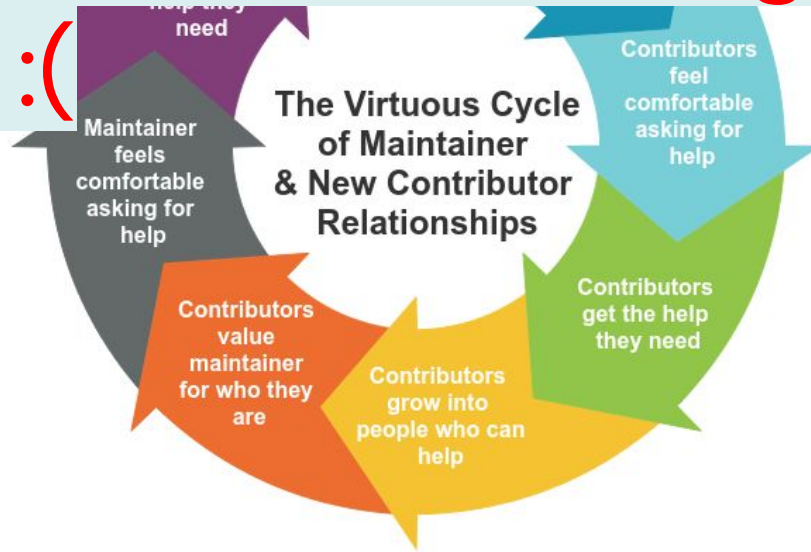 need
:(
The Virtuous Cycle
of Maintainer
& New Contributor
Relationships
Contributors
feel
comfortable
asking for
help
Contributors
get the help
they need
Contributors
grow into
people who can
help
Contributors
value
maintainer
for who they
are
Maintainer
feels
comfortable
asking for
help